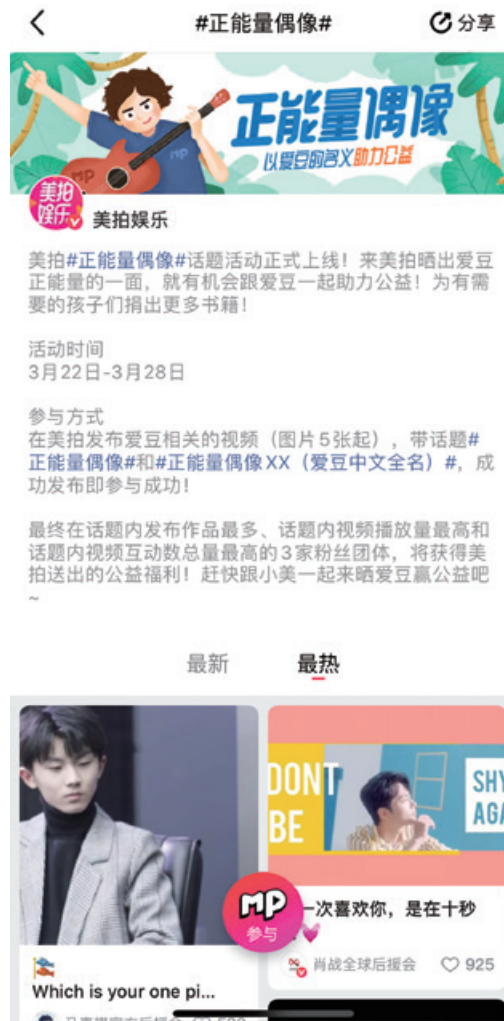 #正能量偶像#
分享
正能量偶像
以爱豆的名义助力公益
MP
美拍
娱乐
美拍娱乐
美拍#正能量偶像#话题活动正式上线！来美拍晒出爱豆
正能量的一面，就有机会跟爱豆一起助力公益！为有需
要的孩子们捐出更多书籍！
活动时间
3月22日-3月28日
参与方式
在美拍发布爱豆相关的视频（图片5张起），带话题#
正能量偶像#和#正能量偶像XX（爱豆中文全名）#，成
功发布即参与成功！
最终在话题内发布作品最多、话题内视频播放量最高和
话题内视频互动数总量最高的3家粉丝团体，将获得美
拍送出的公益福利！赶快跟小美一起来晒爱豆赢公益吧
~
最新
最热
DONT
BE
SHY
AGA
MP
参与
一次喜欢你，是在十秒
肖战全球后援会
925
Which is your one pi...